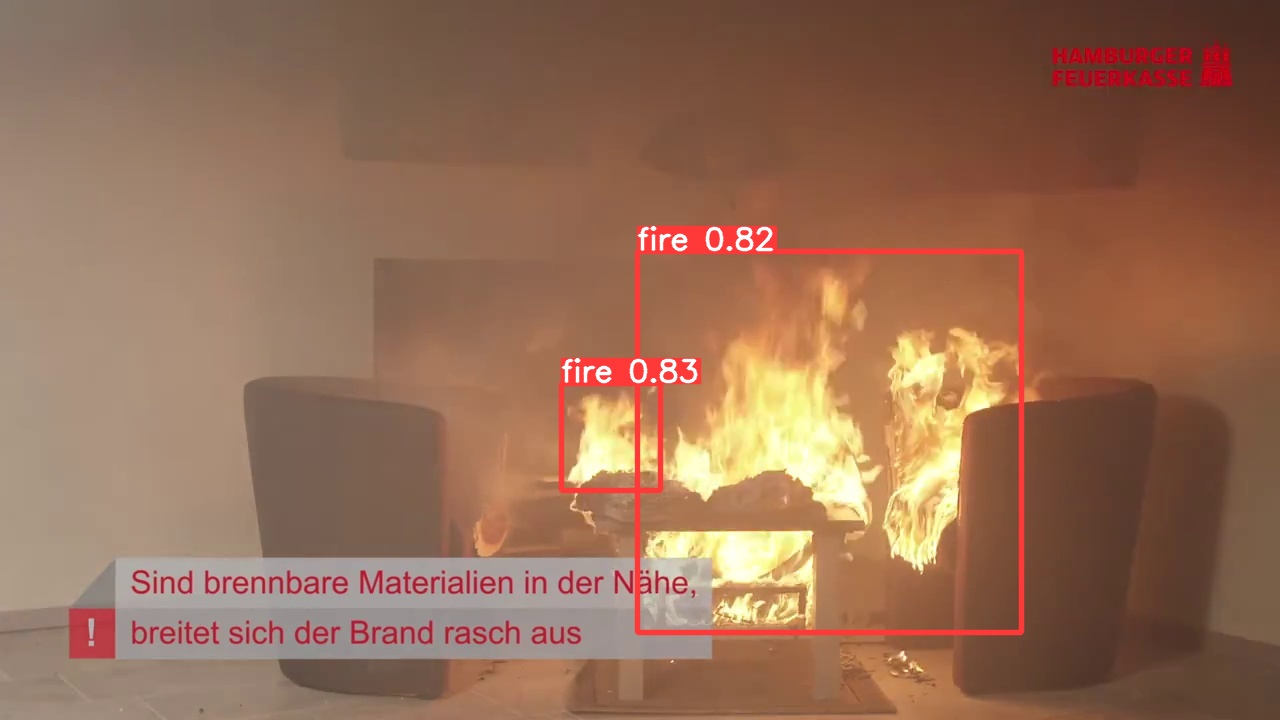 HAMBURGER
FEUERKASSE
fire 0.82
fire 0.83
Sind brennbare Materialien in der Nähe,
! breitet sich der Brand rasch aus